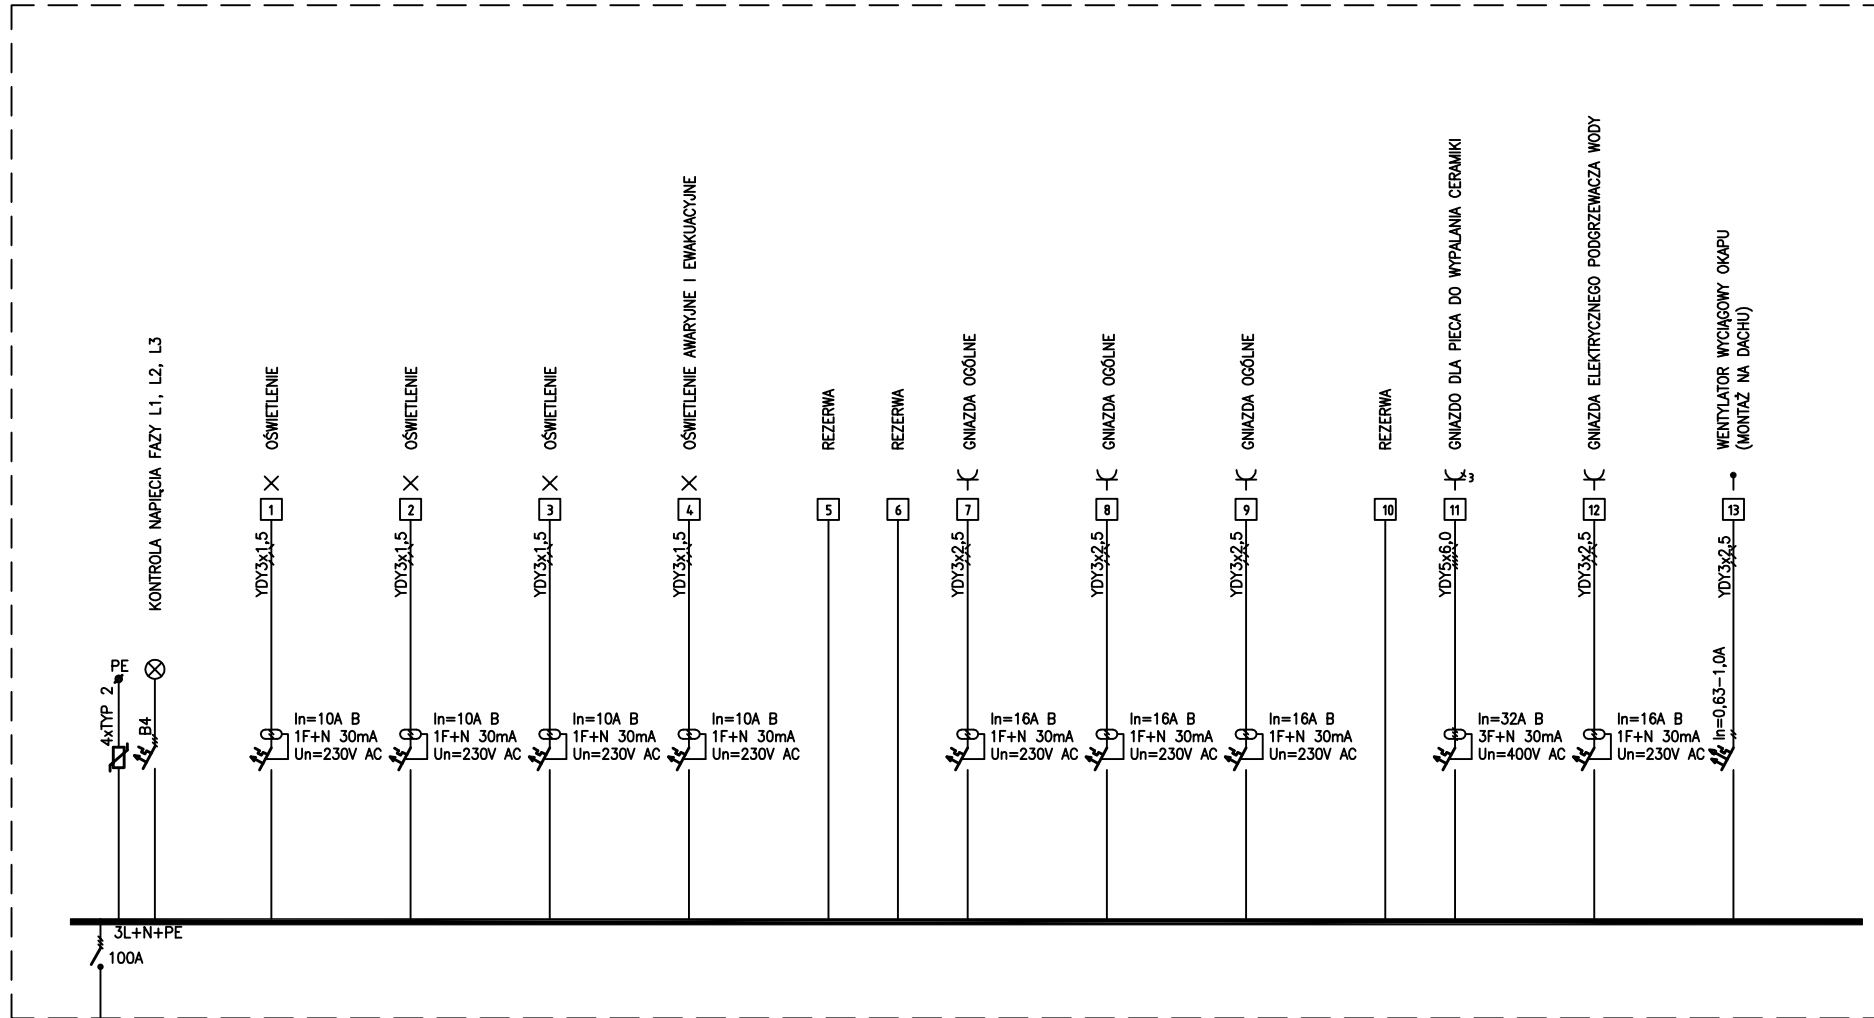 KONTROLA NAPIĘCIA FAZY L1, L2, L3
OŚWIETLENIE
OŚWIETLENIE
OŚWIETLENIE
OŚWIETLENIE AWARYJNE I EWAKUACYJNE
REZERWA
REZERWA
GNIAZDA OGÓLNE
GNIAZDA OGÓLNE
GNIAZDA OGÓLNE
REZERWA
GNIAZDO DLA PIECA DO WYPALANIA CERAMIKI
GNIAZDA ELEKTRYCZNEGO PODGRZEWACZA WODY
WENTYLATOR WYCIĄGOWY OKAPU
(MONTAŻ NA DACHU)
3
1
2
3
4
5
6
7
8
9
10
11
12
13
YDY3x1,5
YDY3x1,5
YDY3x1,5
YDY3x1,5
YDY3x2,5
YDY3x2,5
YDY3x2,5
YDY5x6,0
YDY3x2,5
YDY3x2,5
PE
4xTYP 2
B4
In=10A B
1F+N 30mA
Un=230V AC
In=10A B
1F+N 30mA
Un=230V AC
In=10A B
1F+N 30mA
Un=230V AC
In=10A B
1F+N 30mA
Un=230V AC
In=16A B
1F+N 30mA
Un=230V AC
In=16A B
1F+N 30mA
Un=230V AC
In=16A B
1F+N 30mA
Un=230V AC
In=32A B
3F+N 30mA
Un=400V AC
In=16A B
1F+N 30mA
Un=230V AC
In=0,63-1,0A
3L+N+PE
100A